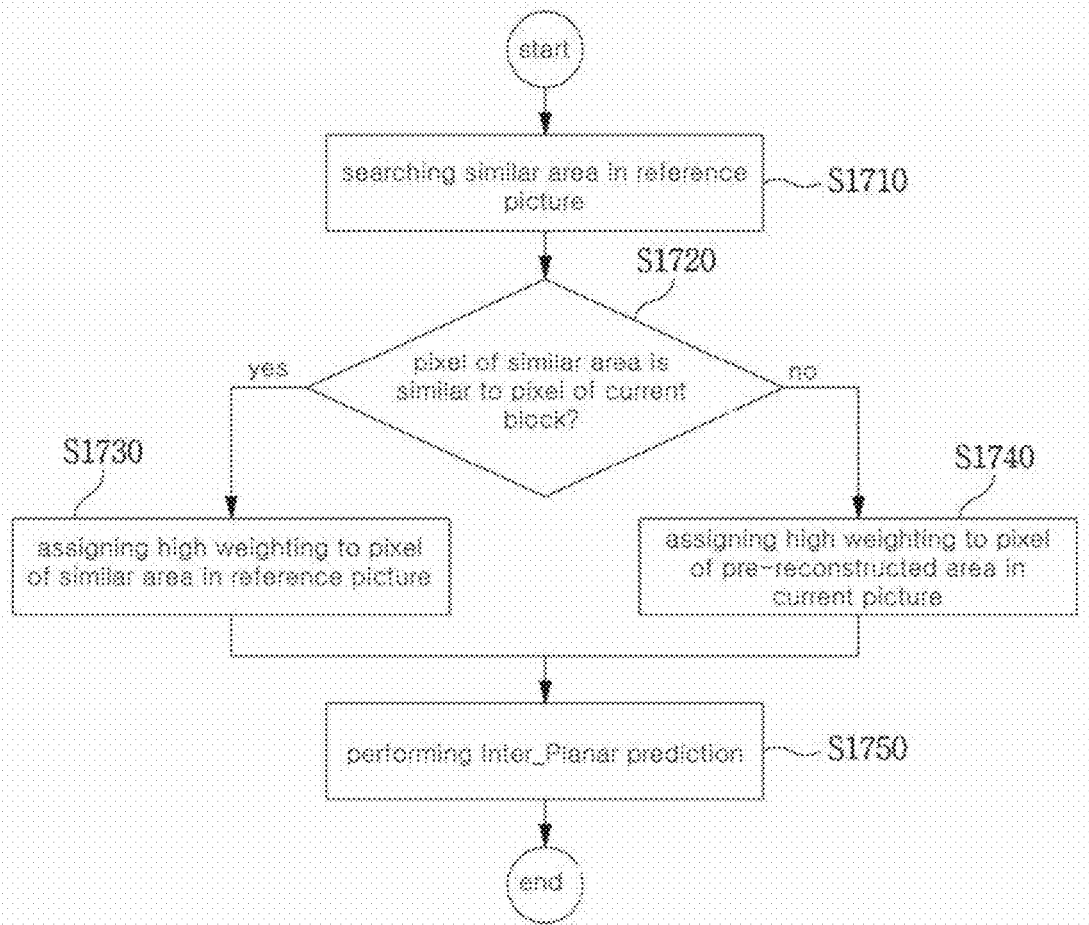 start
searching similar area in reference
picture
S1710
S1720
pixel of similar area is
similar to pixel of current
block?
yes
no
S1730
S1740
assigning high weighting to pixel
of similar area in reference picture
assigning high weighting to pixel
of pre-reconstructed area in
current picture
performing Inter_Planar prediction
S1750
end